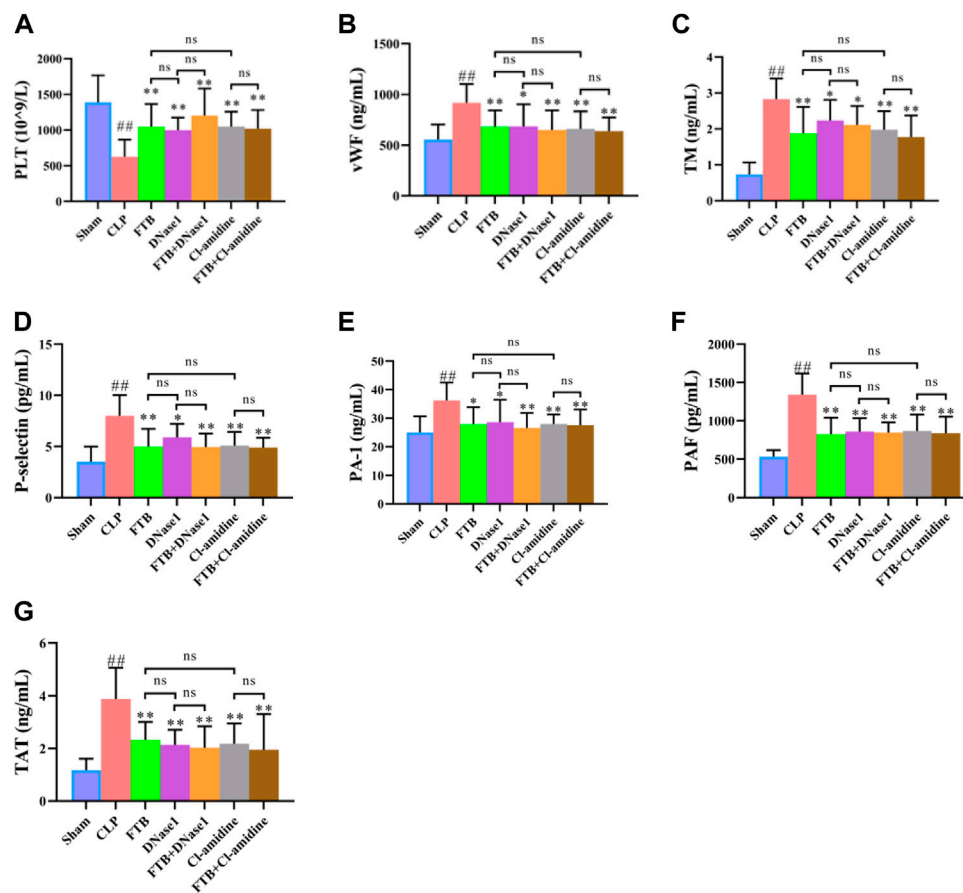 A
PLT (10^9/L)
2000
1500
1000
500
0
##
**
**
**
**
**
ns
ns
ns
ns
Sham
CLP
FTB
DNase1
FTB+DNase1
Cl-amidine
FTB+Cl-amidine
B
vWF (ng/mL)
1500
1000
500
0
##
**
*
**
**
**
ns
ns
ns
ns
Sham
CLP
FTB
DNase1
FTB+DNase1
Cl-amidine
FTB+Cl-amidine
C
TM (ng/mL)
4
3
2
1
0
##
**
*
*
**
**
ns
ns
ns
ns
Sham
CLP
FTB
DNase1
FTB+DNase1
Cl-amidine
FTB+Cl-amidine
D
P-selectin (pg/mL)
15
10
5
0
##
**
*
**
**
**
ns
ns
ns
ns
Sham
CLP
FTB
DNase1
FTB+DNase1
Cl-amidine
FTB+Cl-amidine
E
PA-1 (ng/mL)
50
40
30
20
10
0
##
*
*
**
**
**
ns
ns
ns
ns
Sham
CLP
FTB
DNase1
FTB+DNase1
Cl-amidine
FTB+Cl-amidine
F
PAF (pg/mL)
2000
1500
1000
500
0
##
**
**
**
**
**
ns
ns
ns
ns
Sham
CLP
FTB
DNase1
FTB+DNase1
Cl-amidine
FTB+Cl-amidine
G
TAT (ng/mL)
6
4
2
0
##
**
**
**
**
**
ns
ns
ns
ns
Sham
CLP
FTB
DNase1
FTB+DNase1
Cl-amidine
FTB+Cl-amidine